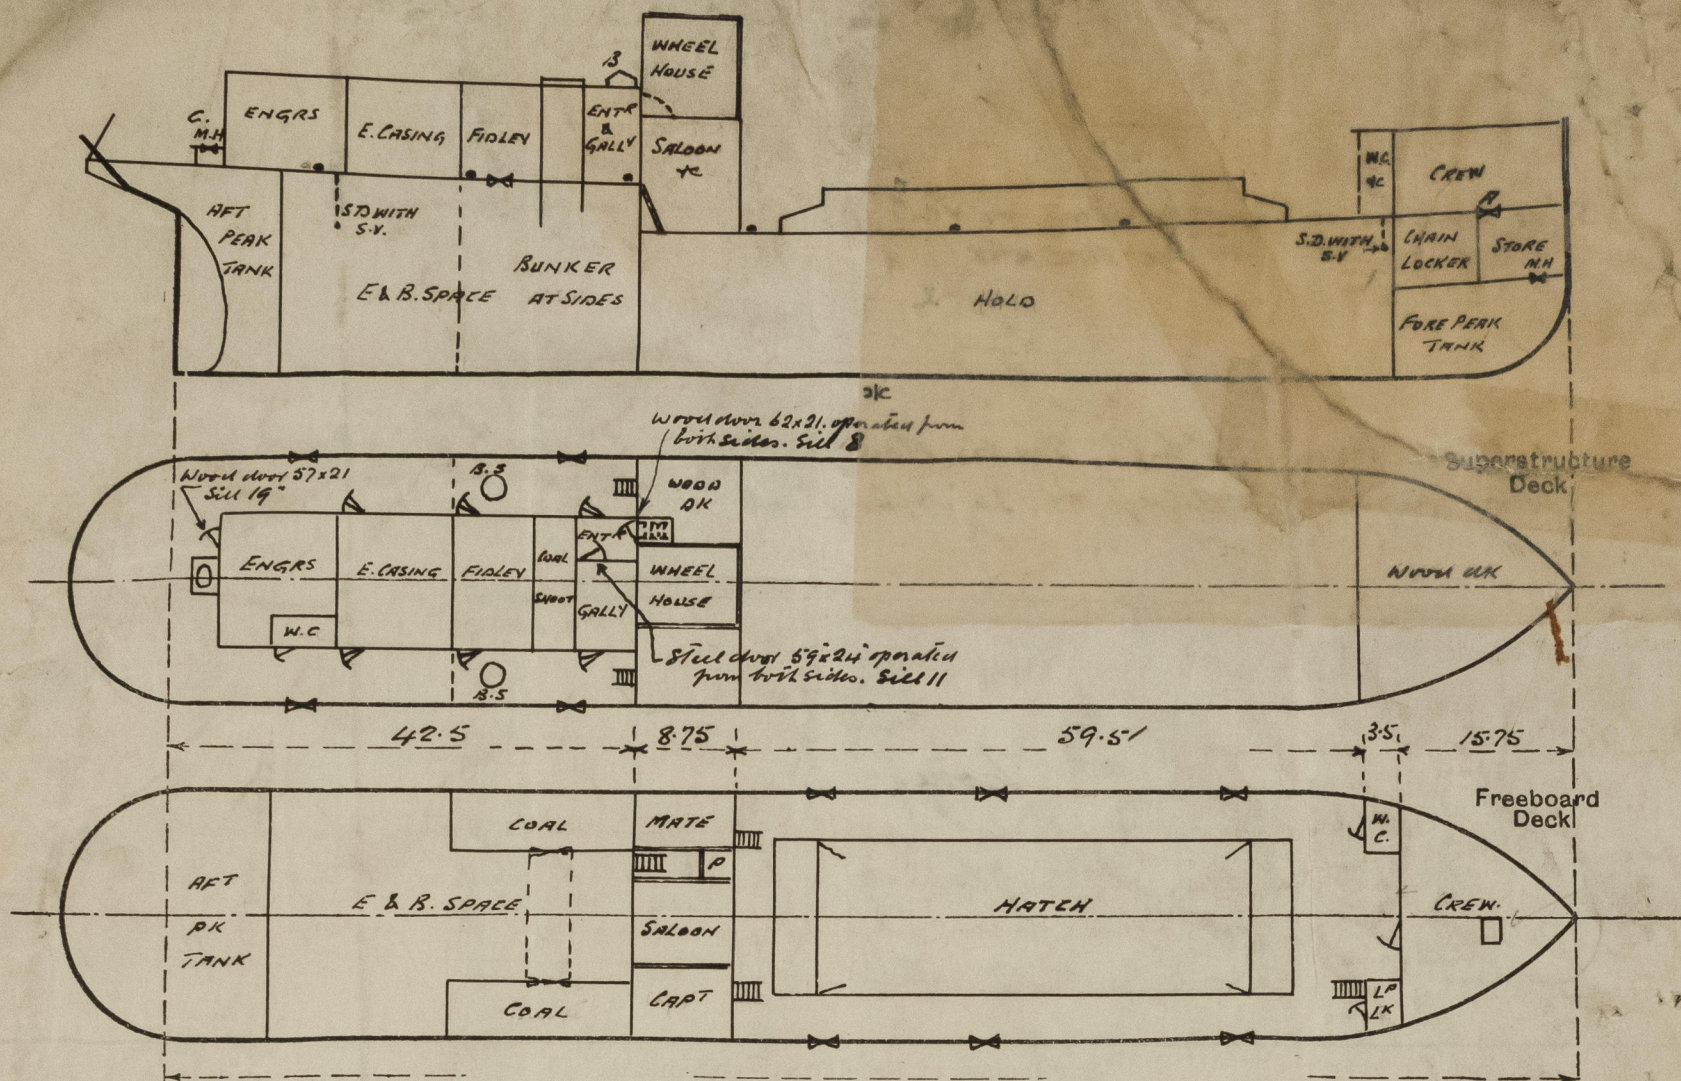 WHEEL
HOUSE
B
C.
M.H
ENGRS
E.CASING
FIDLEY
ENTR
&
GALLY
SALOON
&C
W.C.
&C
CREW
A
AFT
PEAK
TANK
S.D WITH
S.V.
E & B. SPACE
BUNKER
AT SIDES
HOLD
S.D. WITH
S.V
CHAIN
LOCKER
STORE
M.H
FORE PEAK
TANK
Wood door 62x21. operated from
both sides. Sill 8
Wood door 57x21
Sill 19"
B.S
WOOD
DK
Superstructure
Deck
ENGRS
E. CASING
FIDLEY
COAL
SHOOT
ENTR
GALLY
WHEEL
HOUSE
Wood dk
W.C
B.S
Steel door 59"x24" operated
from both sides. Sill 11
42.5
8.75
59.51
3.5
15.75
Freeboard
Deck
COAL
MATE
W.
C.
P
AFT
PK
TANK
E & B. SPACE
SALOON
HATCH
CREW.
COAL
CAPT
LP
LK